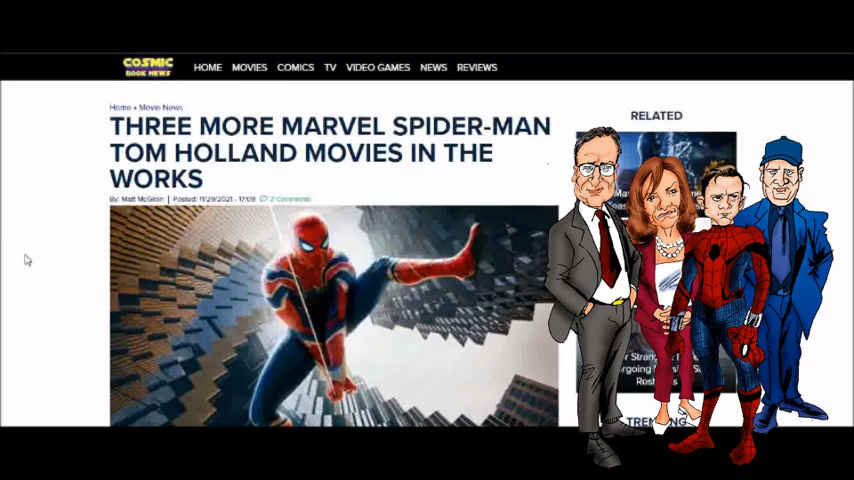 COSMIC
BOOK NEWS
HOME MOVIES COMICS TV VIDEO GAMES NEWS REVIEWS
Home » Movie News
THREE MORE MARVEL SPIDER-MAN
TOM HOLLAND MOVIES IN THE
WORKS
By: Matt McGloin | Posted: 11/29/2021 - 17:09 2 Comments
RELATED
TRENDING